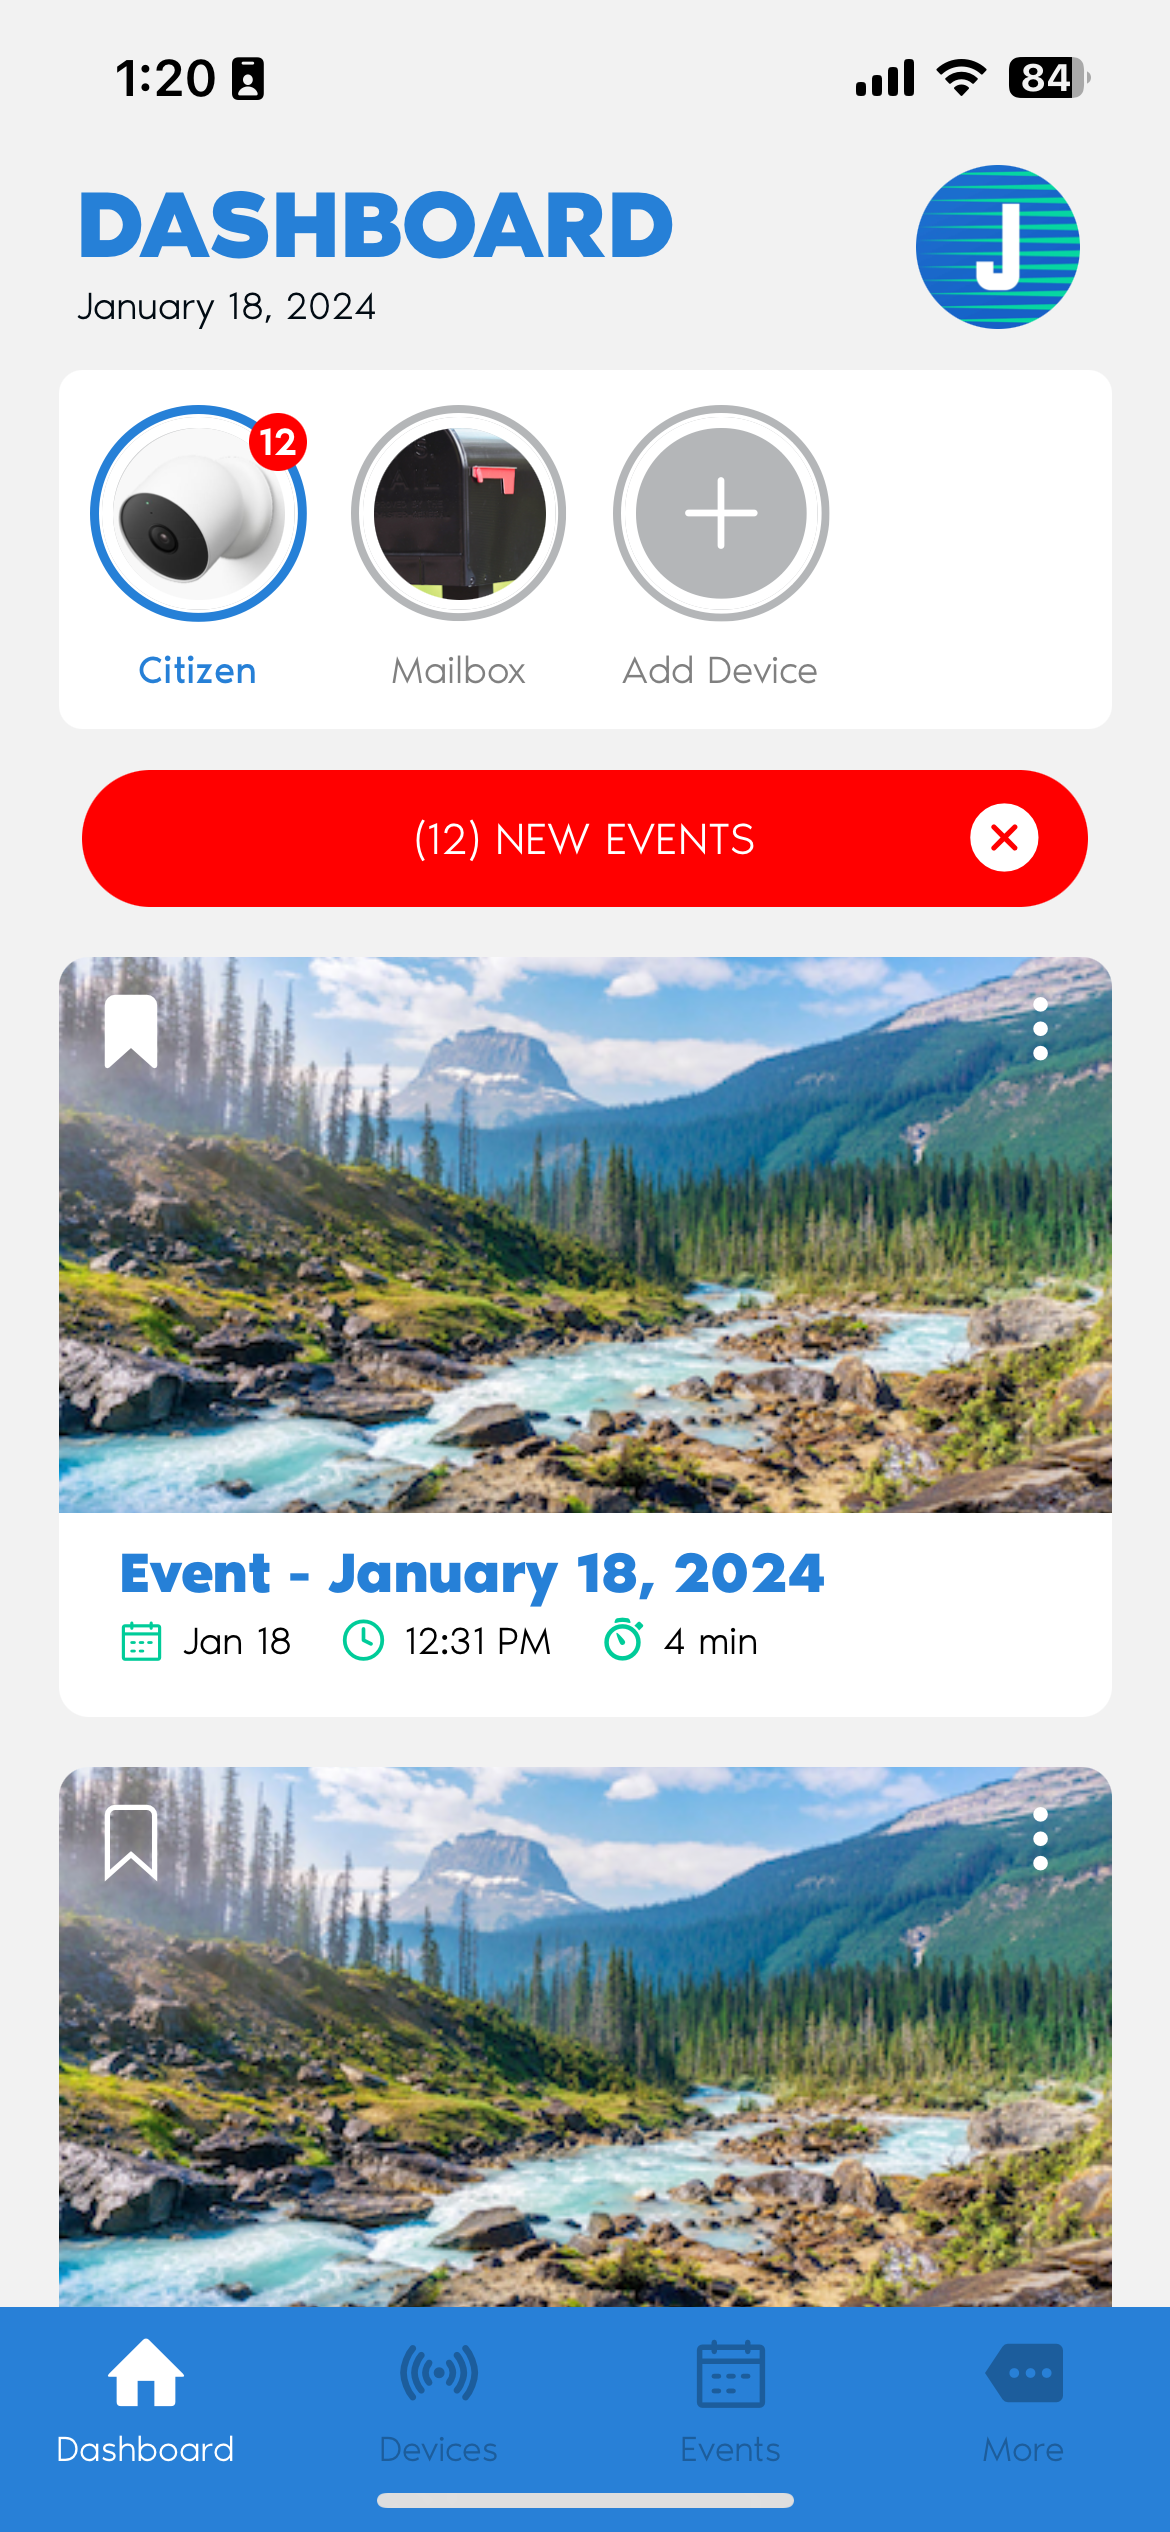 1:20
84
DASHBOARD
January 18, 2024
J
12
Citizen
Mailbox
Add Device
(12) NEW EVENTS
Event - January 18, 2024
Jan 18 12:31 PM 4 min
Dashboard Devices Events More